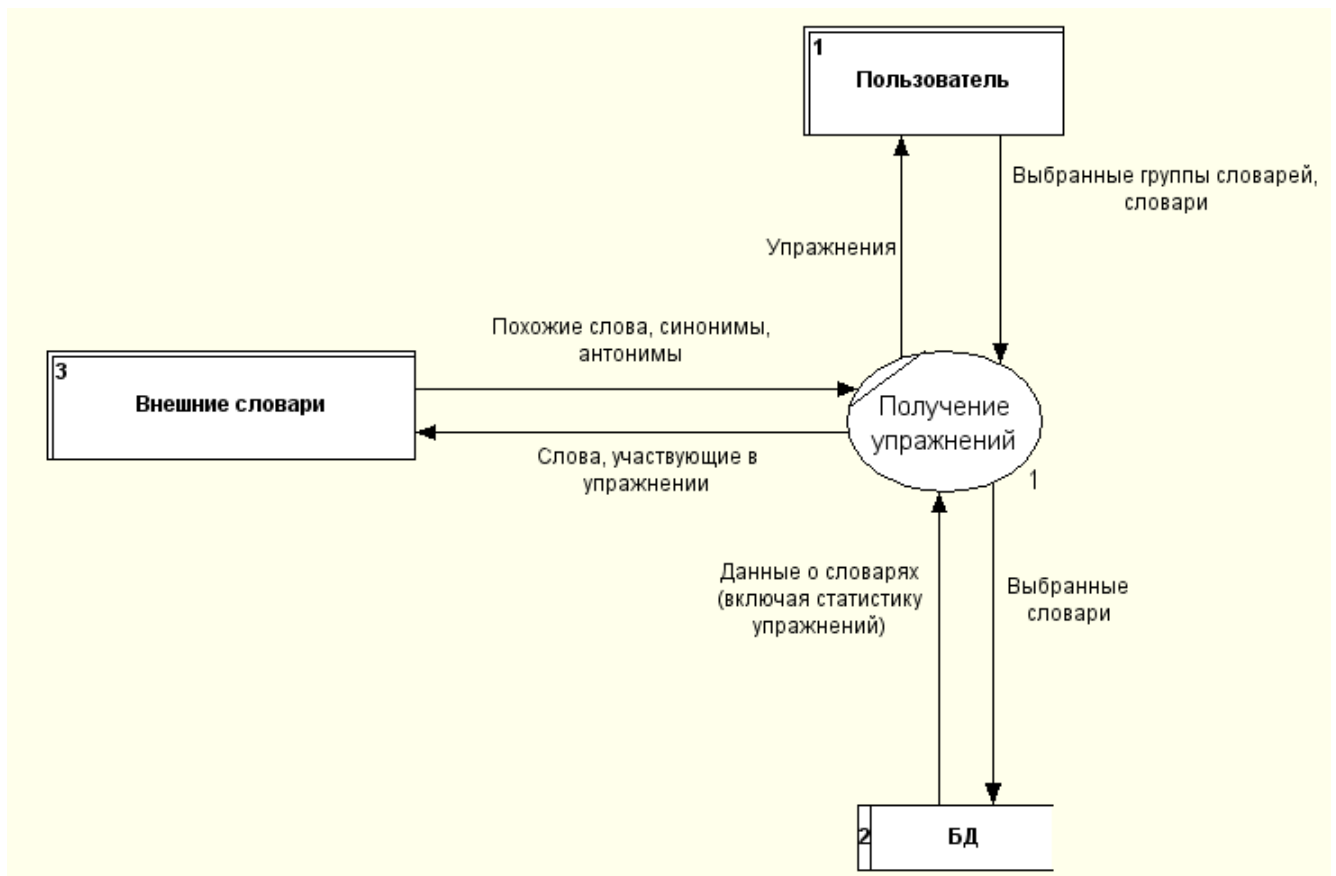 1
Пользователь
Выбранные группы словарей,
словари
Упражнения
Похожие слова, синонимы,
антонимы
3
Внешние словари
Получение
упражнений
1
Слова, участвующие в
упражнении
Данные о словарях
(включая статистику
упражнений)
Выбранные
словари
2
БД